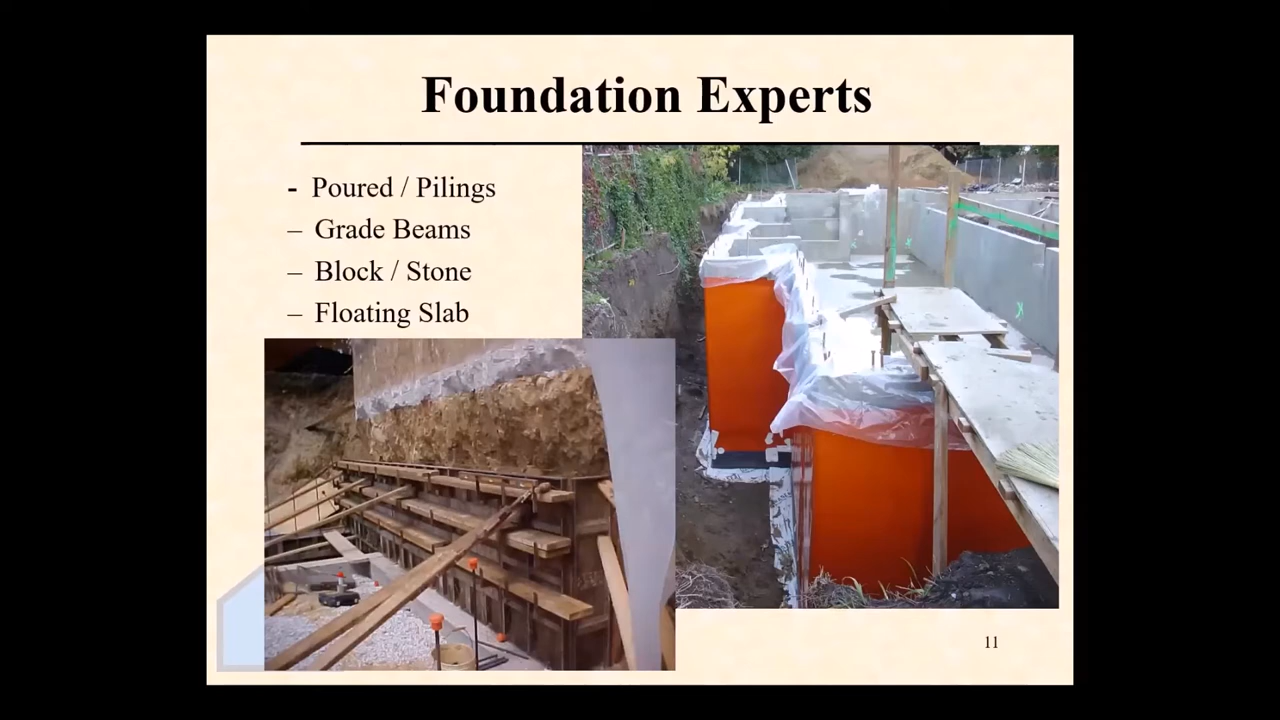 Foundation Experts
- Poured / Pilings
– Grade Beams
– Block / Stone
– Floating Slab
11